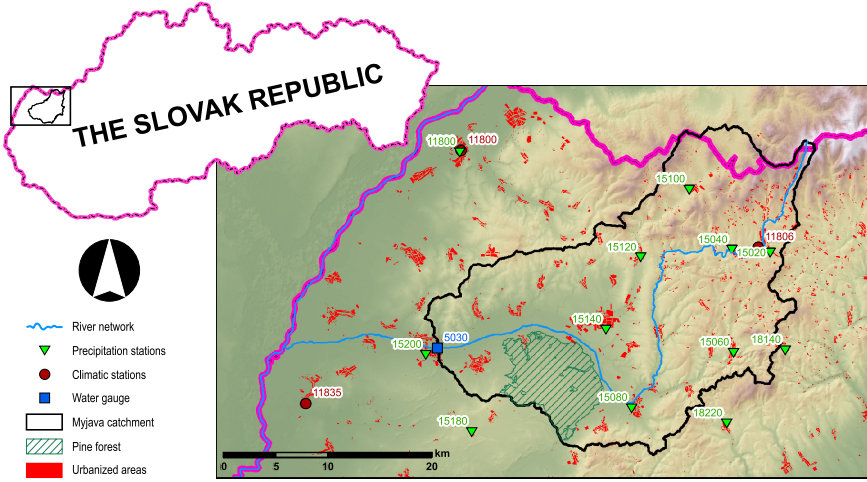 THE SLOVAK REPUBLIC
11800
11800
15100
15120
15040
11806
15020
15140
15200
5030
15060
18140
11835
15080
15180
18220
River network
Precipitation stations
Climatic stations
Water gauge
Myjava catchment
Pine forest
Urbanized areas
km
0
5
10
20